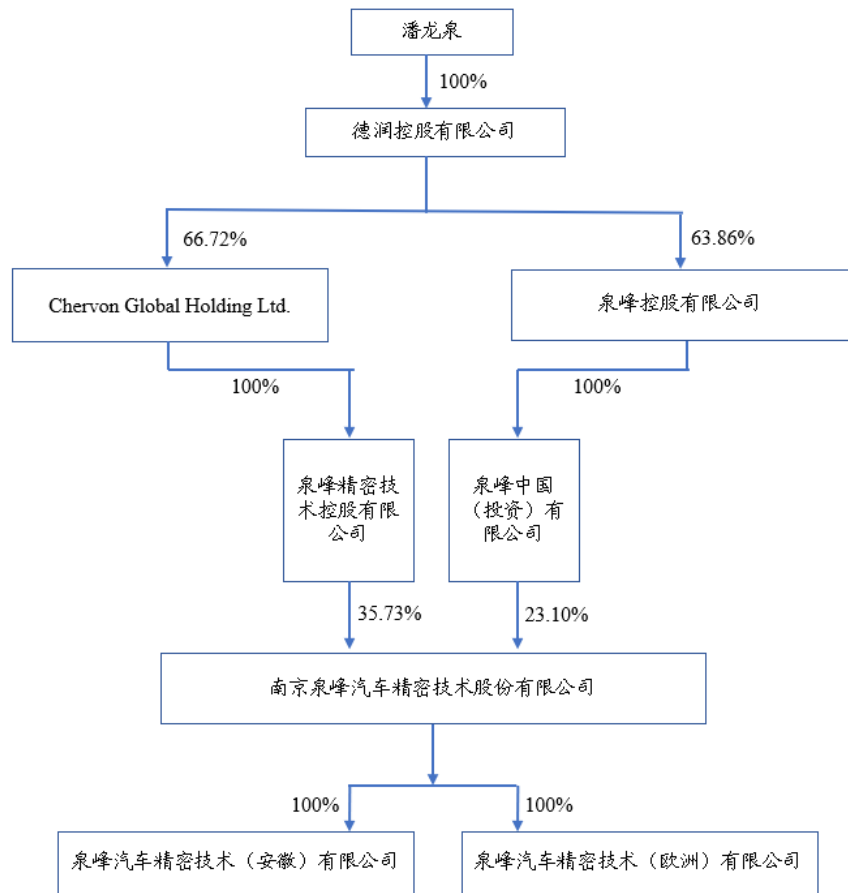 潘龙泉
100%
德润控股有限公司
66.72%
63.86%
Chervon Global Holding Ltd.
泉峰控股有限公司
100%
100%
泉峰精密技
术控股有限
公司
泉峰中国
（投资）有
限公司
35.73%
23.10%
南京泉峰汽车精密技术股份有限公司
100%
100%
泉峰汽车精密技术（安徽）有限公司
泉峰汽车精密技术（欧洲）有限公司